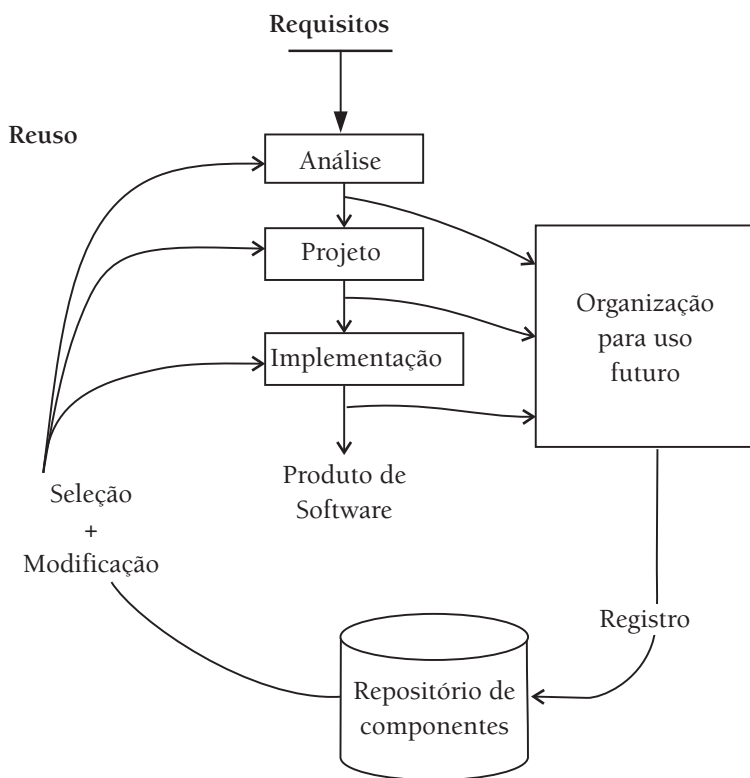 Requisitos
Reuso
Análise
Projeto
Implementação
Organização
para uso
futuro
Produto de
Software
Seleção
+
Modificação
Registro
Repositório de
componentes